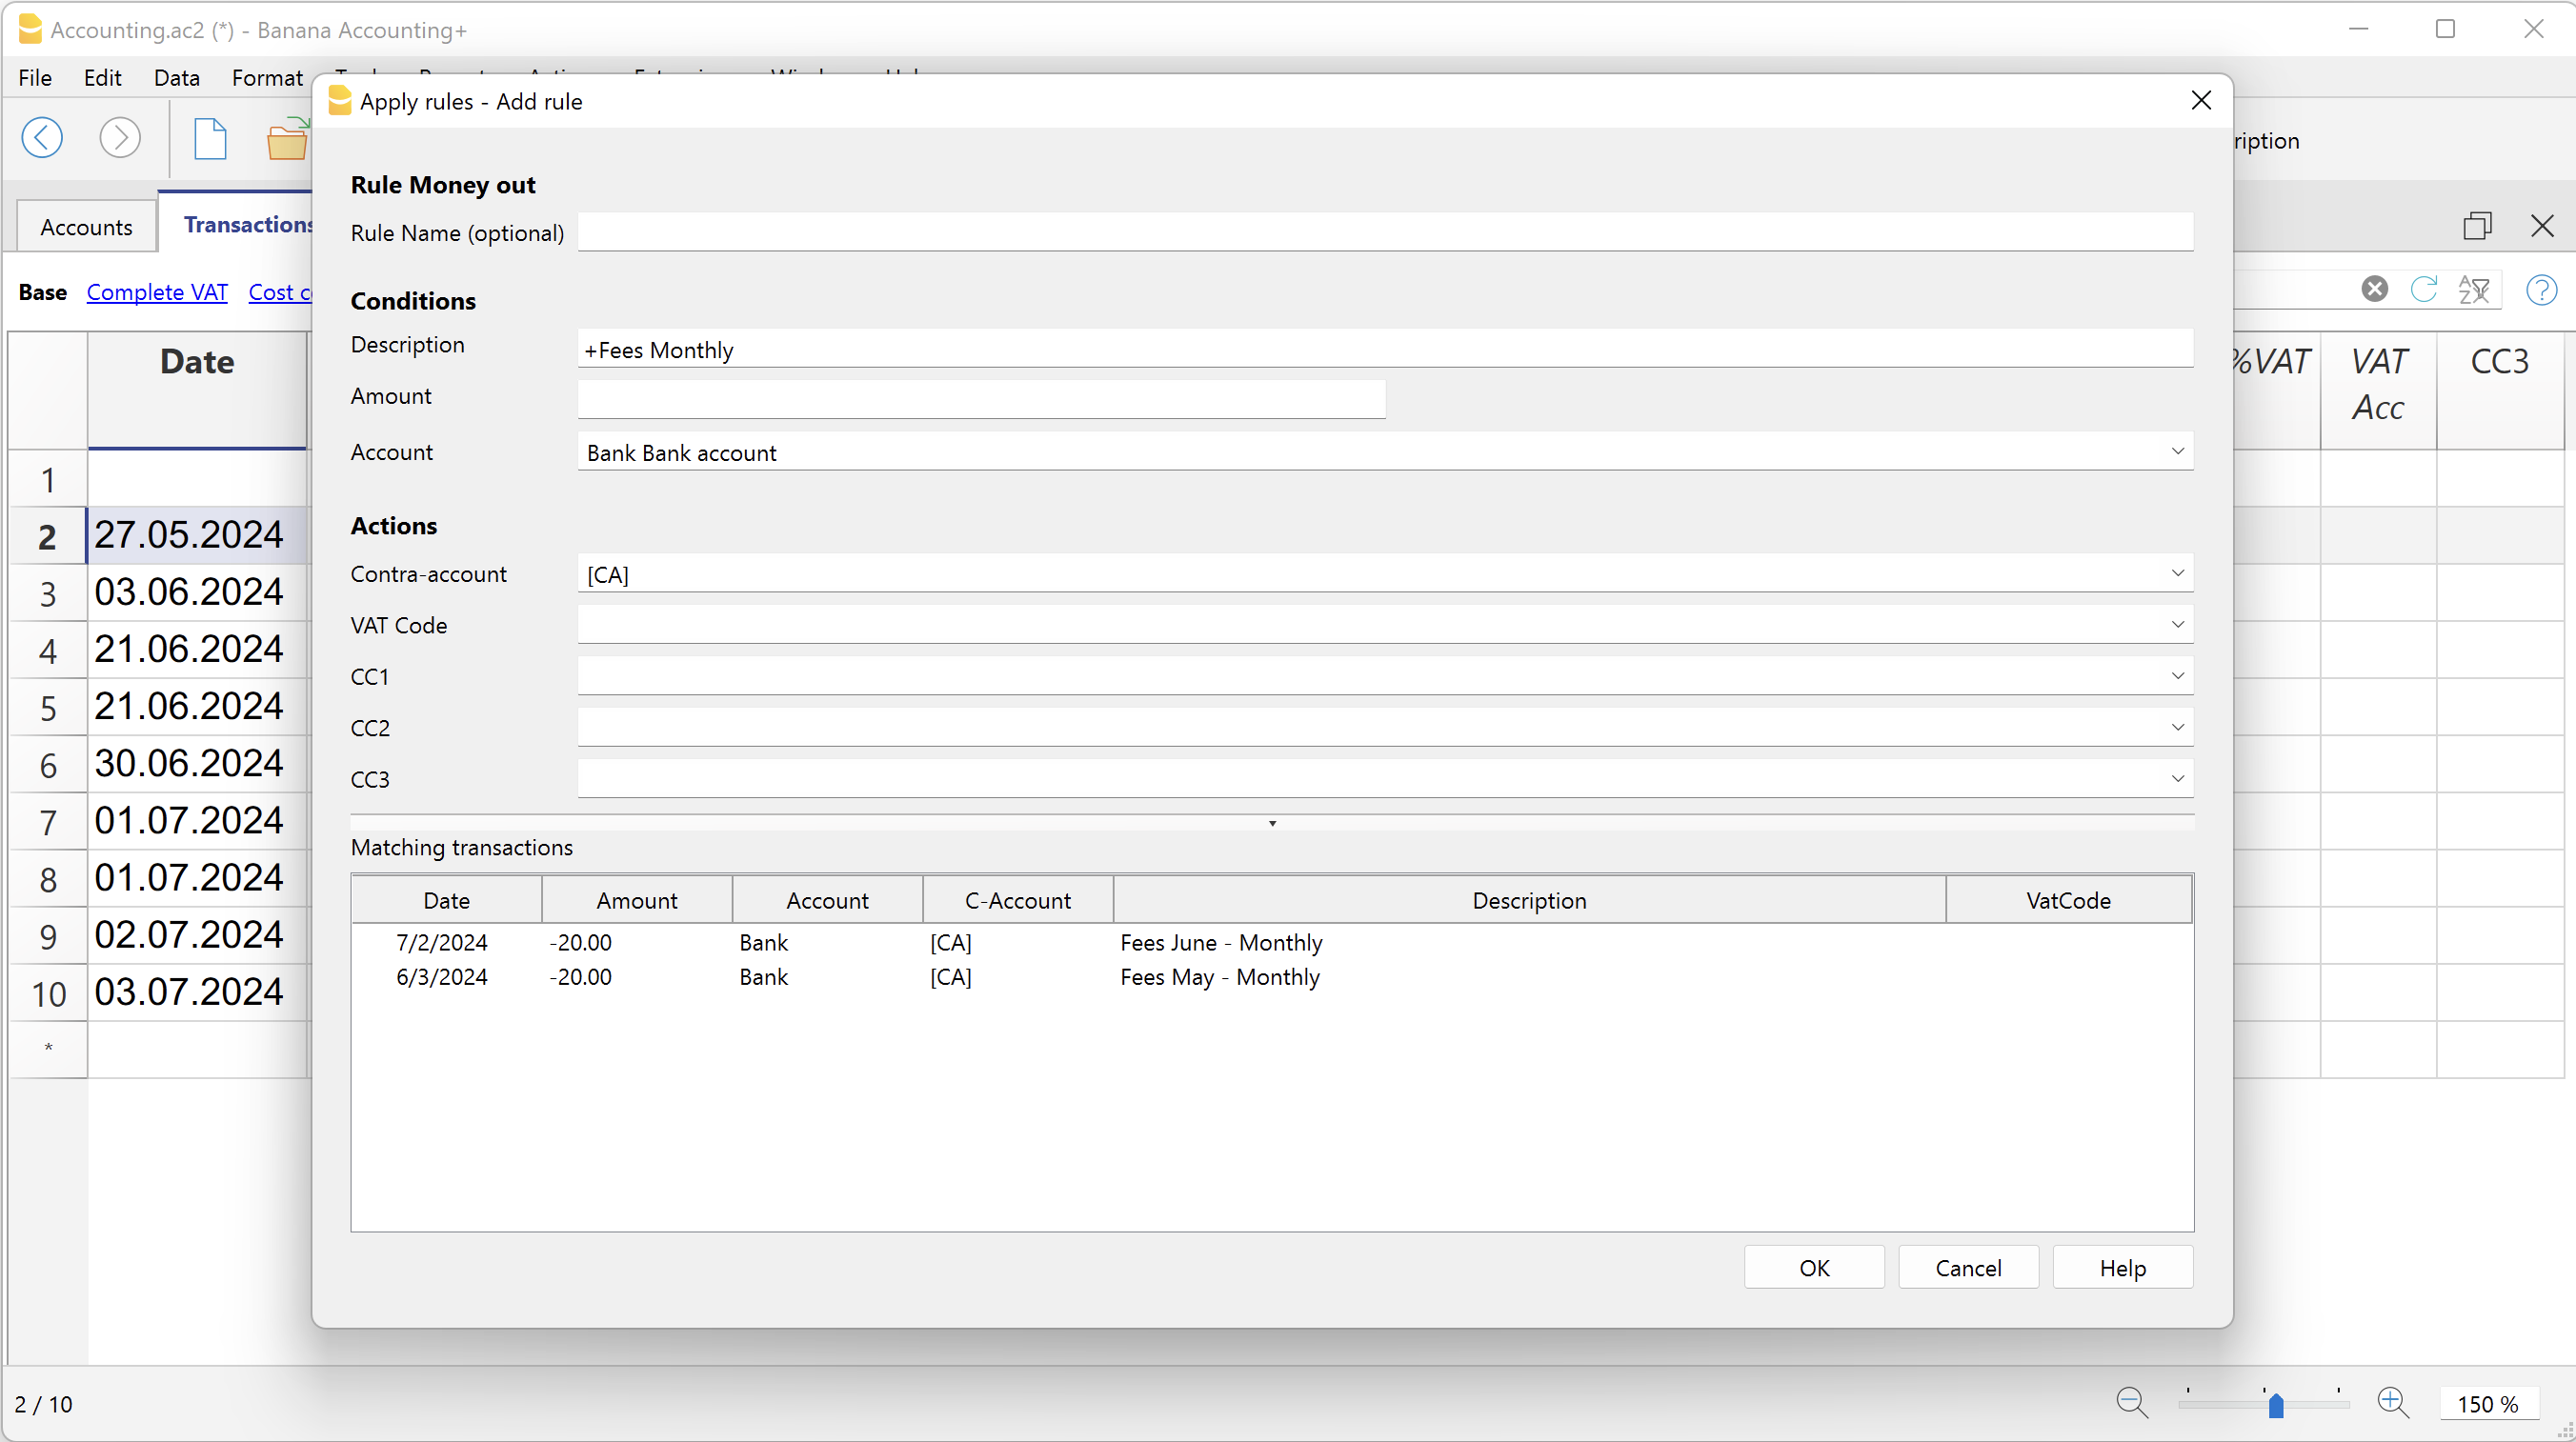 Accounting.ac2 (*) - Banana Accounting+
File Edit Data Format
Apply rules - Add rule
ription
Accounts Transactions
Base Complete VAT Cost c
Rule Money out
Rule Name (optional)
Conditions
Description +Fees Monthly
Amount
Account Bank Bank account
Actions
Contra-account [CA]
VAT Code
CC1
CC2
CC3
Matching transactions
Date Amount Account C-Account Description VatCode
7/2/2024 -20.00 Bank [CA] Fees June - Monthly
6/3/2024 -20.00 Bank [CA] Fees May - Monthly
OK Cancel Help
Date %VAT VAT Acc CC3
1
2 27.05.2024
3 03.06.2024
4 21.06.2024
5 21.06.2024
6 30.06.2024
7 01.07.2024
8 01.07.2024
9 02.07.2024
10 03.07.2024
*
2 / 10
150 %